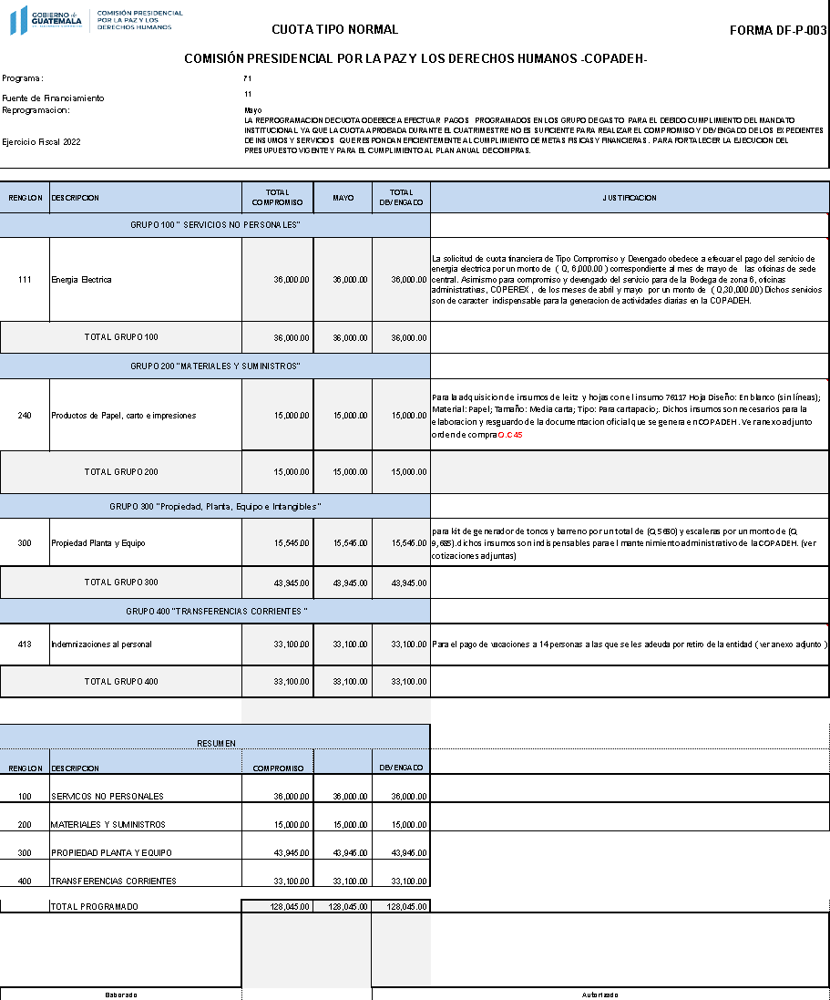 GOBIERNO de
GUATEMALA
COMISIÓN PRESIDENCIAL
POR LA PAZ Y LOS
DERECHOS HUMANOS
CUOTA TIPO NORMAL
FORMA DF-P-003
COMISIÓN PRESIDENCIAL POR LA PAZ Y LOS DERECHOS HUMANOS -COPADEH-
Programa: 71
Fuente de Financiamiento 11
Reprogramacion: Mayo
Ejercicio Fiscal 2022
LA REPROGRAMACION DE CUOTA ODEBECE A EFECTUAR PAGOS PROGRAMADOS EN LOS GRUPO DE GASTO PARA EL DEBIDO CUMPLIMIENTO DEL MANDATO
INSTITUCIONAL YA QUE LA CUOTA APROBADA DURANTE EL CUATRIMESTRE NO ES SUFICIENTE PARA REALIZAR EL COMPROMISO Y DEVENGADO DE LOS EXPEDIENTES
DE INSUMOS Y SERVICIOS QUE RESPONDAN EFICIENTEMENTE AL CUMPLIMIENTO DE METAS FISICAS Y FINANCIERAS. PARA FORTALECER LA EJECUCION DEL
PRESUPUESTO VIGENTE Y PARA EL CUMPLIMIENTO AL PLAN ANUAL DE COMPRAS.
RENGLON DESCRIPCION TOTAL COMPROMISO MAYO TOTAL DEVENGADO JUSTIFICACION
GRUPO 100 " SERVICIOS NO PERSONALES"
111 Energia Electrica 36,000.00 36,000.00 36,000.00
La solicitud de cuota financiera de Tipo Compromiso y Devengado obedece a efecuar el pago del servicio de
energia electrica por un monto de ( Q, 6,000.00 ) correspondiente al mes de mayo de las oficinas de sede
central. Asimismo para compromiso y devengado del servicio para de la Bodega de zona 6, oficinas
administrativas, COPEREX , de los meses de abril y mayo por un monto de ( Q,30,000.00) Dichos servicios
son de caracter indispensable para la generacion de actividades diarias en la COPADEH.
TOTAL GRUPO 100 36,000.00 36,000.00 36,000.00
GRUPO 200 "MATERIALES Y SUMINISTROS"
240 Productos de Papel, carto e impresiones 15,000.00 15,000.00 15,000.00
Para la adquisicion de insumos de leitz y hojas con el insumo 76117 Hoja Diseño: En blanco (sin líneas);
Material: Papel; Tamaño: Media carta; Tipo: Para cartapacio;. Dichos insumos son necesarios para la
elaboracion y resguardo de la documentacion oficial que se genera en COPADEH. Ver anexo adjunto
orden de compra O.C 45
TOTAL GRUPO 200 15,000.00 15,000.00 15,000.00
GRUPO 300 "Propiedad, Planta, Equipo e Intangibles "
300 Propiedad Planta y Equipo 15,545.00 15,545.00 15,545.00
para kit de generador de tonos y barreno por un total de (Q,5680) y escaleras por un monto de (Q,
9,685). dichos insumos son indispensables para el mantenimiento administrativo de la COPADEH. (ver
cotizaciones adjuntas)
TOTAL GRUPO 300 43,945.00 43,945.00 43,945.00
GRUPO 400 "TRANSFERENCIAS CORRIENTES "
413 Indemnizaciones al personal 33,100.00 33,100.00 33,100.00 Para el pago de vacaciones a 14 personas a las que se les adeuda por retiro de la entidad ( ver anexo adjunto )
TOTAL GRUPO 400 33,100.00 33,100.00 33,100.00
RESUMEN
RENGLON DESCRIPCION COMPROMISO DEVENGADO
100 SERVICOS NO PERSONALES 36,000.00 36,000.00 36,000.00
200 MATERIALES Y SUMINISTROS 15,000.00 15,000.00 15,000.00
300 PROPIEDAD PLANTA Y EQUIPO 43,945.00 43,945.00 43,945.00
400 TRANSFERENCIAS CORRIENTES 33,100.00 33,100.00 33,100.00
TOTAL PROGRAMADO 128,045.00 128,045.00 128,045.00
Elaborado Autorizado